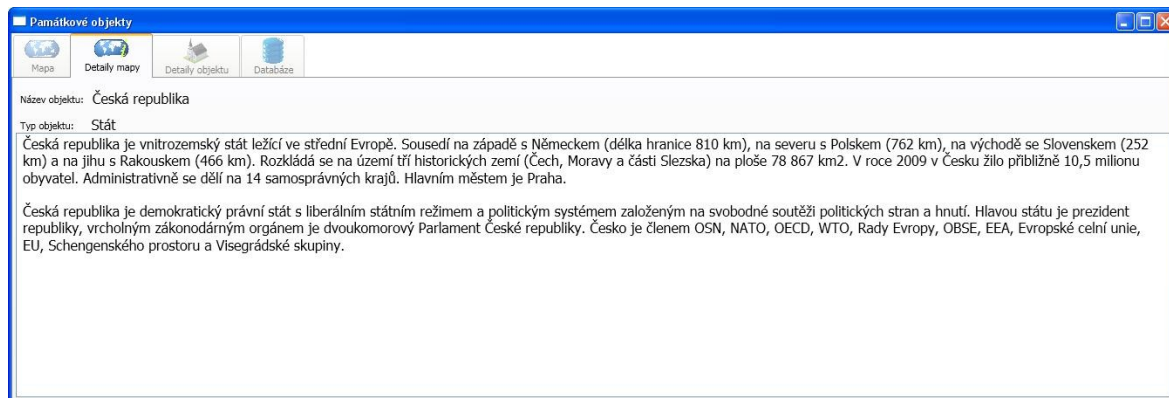 Památkové objekty
Mapa
Detaily mapy
Detaily objektu
Databáze
Název objektu: Česká republika
Typ objektu: Stát
Česká republika je vnitrozemský stát ležící ve střední Evropě. Sousedí na západě s Německem (délka hranice 810 km), na severu s Polskem (762 km), na východě se Slovenskem (252
km) a na jihu s Rakouskem (466 km). Rozkládá se na území tří historických zemí (Čech, Moravy a části Slezska) na ploše 78 867 km2. V roce 2009 v Česku žilo přibližně 10,5 milionu
obyvatel. Administrativně se dělí na 14 samosprávných krajů. Hlavním městem je Praha.
Česká republika je demokratický právní stát s liberálním státním režimem a politickým systémem založeným na svobodné soutěži politických stran a hnutí. Hlavou státu je prezident
republiky, vrcholným zákonodárným orgánem je dvoukomorový Parlament České republiky. Česko je členem OSN, NATO, OECD, WTO, Rady Evropy, OBSE, EEA, Evropské celní unie,
EU, Schengenského prostoru a Visegrádské skupiny.